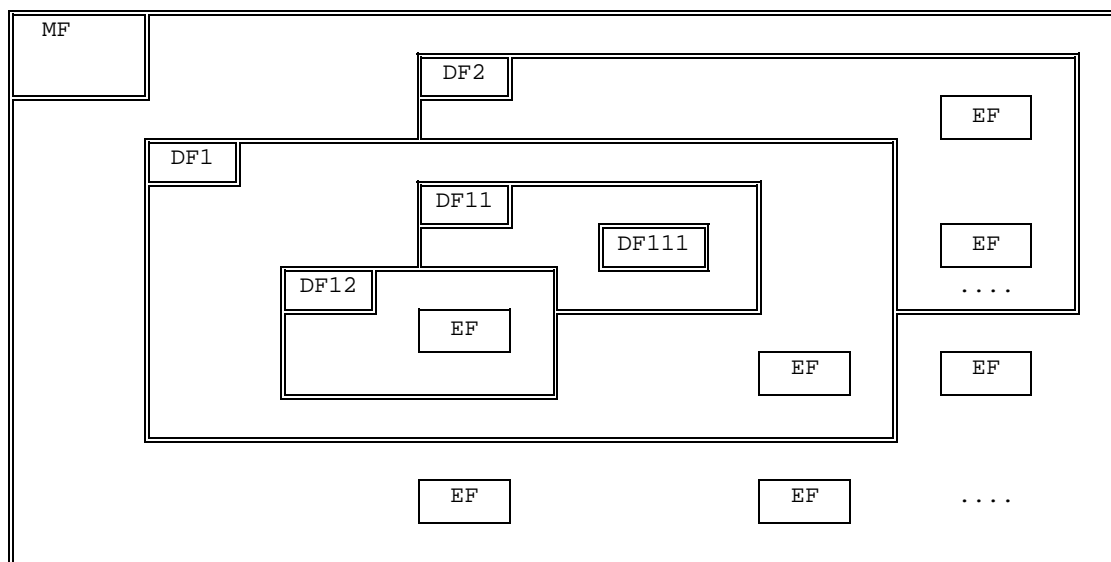 MF
DF2
EF
DF1
DF11
DF111
EF
DF12
....
EF
EF
EF
EF
EF
....